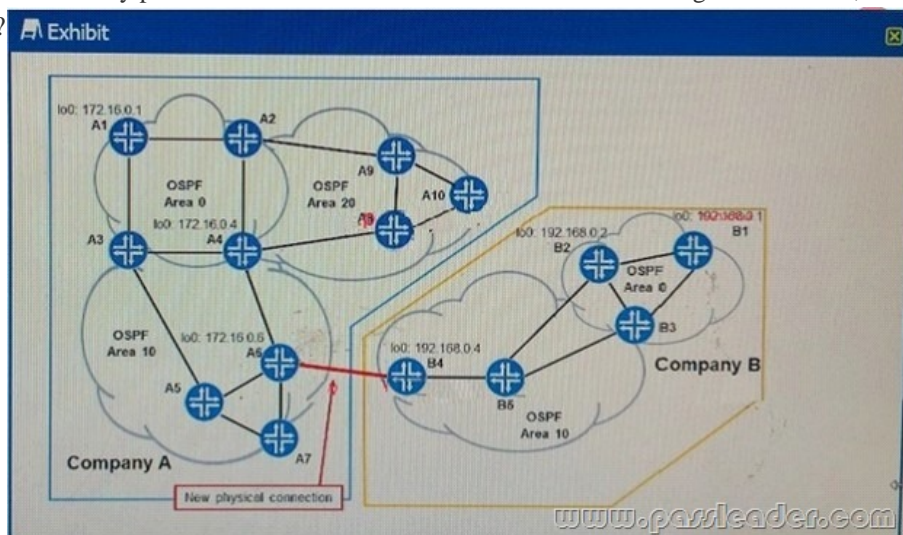 ?
Exhibit
lo0: 172.16.0.1
A1
A2
A9
A10
OSPF
Area 0
OSPF
Area 20
lo0: 172.16.0.4
A3
A4
lo0: 192.168.0.2
B2
B1
OSPF
Area 0
B3
OSPF
Area 10
lo0: 172.16.0.6
A6
lo0: 192.168.0.4
B4
Company B
A5
B5
OSPF
Area 10
A7
Company A
New physical connection
www.passleader.com